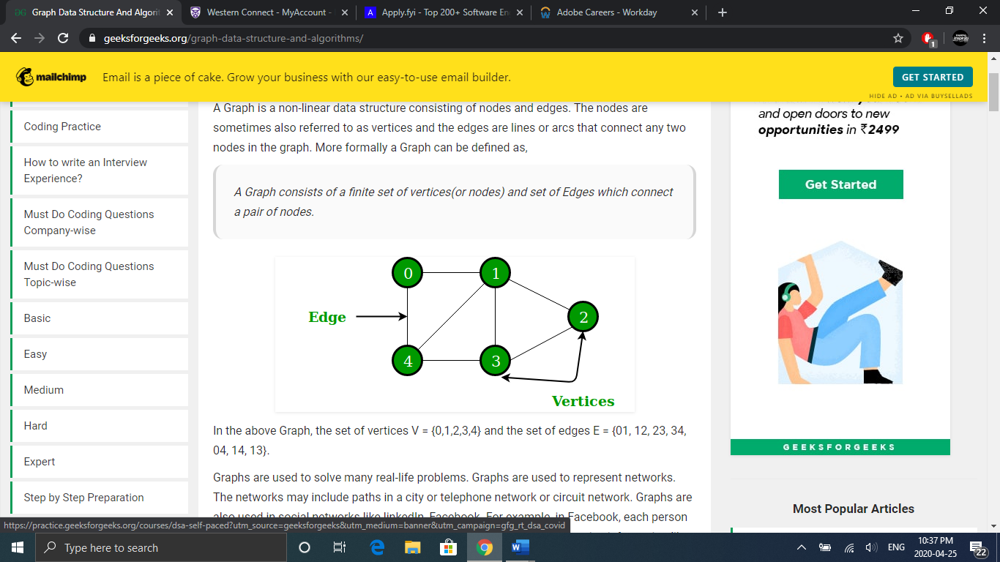 Graph Data Structure And Algorit
Western Connect - MyAccount -
A Apply.fyi - Top 200+ Software En
Adobe Careers - Workday
geeksforgeeks.org/graph-data-structure-and-algorithms/
1
mailchimp
Email is a piece of cake. Grow your business with our easy-to-use email builder.
GET STARTED
HIDE AD • AD VIA BUYSELLADS
Coding Practice
How to write an Interview
Experience?
Must Do Coding Questions
Company-wise
Must Do Coding Questions
Topic-wise
Basic
Easy
Medium
Hard
Expert
Step by Step Preparation
A Graph is a non-linear data structure consisting of nodes and edges. The nodes are
sometimes also referred to as vertices and the edges are lines or arcs that connect any two
nodes in the graph. More formally a Graph can be defined as,
A Graph consists of a finite set of vertices(or nodes) and set of Edges which connect
a pair of nodes.
0
1
Edge
2
4
3
Vertices
In the above Graph, the set of vertices V = {0,1,2,3,4} and the set of edges E = {01, 12, 23, 34,
04, 14, 13}.
Graphs are used to solve many real-life problems. Graphs are used to represent networks.
The networks may include paths in a city or telephone network or circuit network. Graphs are
also used in social networks like linkedIn, Facebook. For example, in Facebook, each person
and open doors to new
opportunities in ₹2499
Get Started
GEEKSFORGEEKS
Most Popular Articles
https://practice.geeksforgeeks.org/courses/dsa-self-paced?utm_source=geeksforgeeks&utm_medium=banner&utm_campaign=gfg_rt_dsa_covid
Type here to search
ENG
10:37 PM
2020-04-25
22